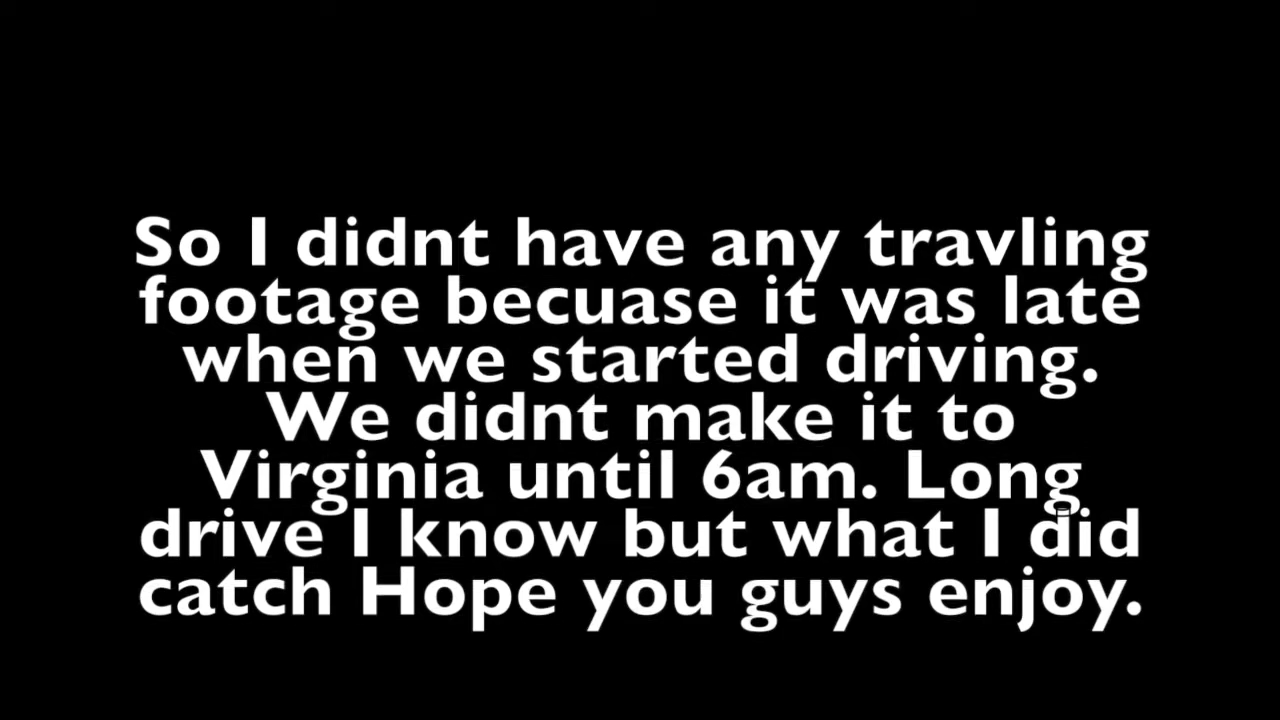 So I didnt have any travling
footage becuase it was late
when we started driving.
We didnt make it to
Virginia until 6am. Long
drive I know but what I did
catch Hope you guys enjoy.